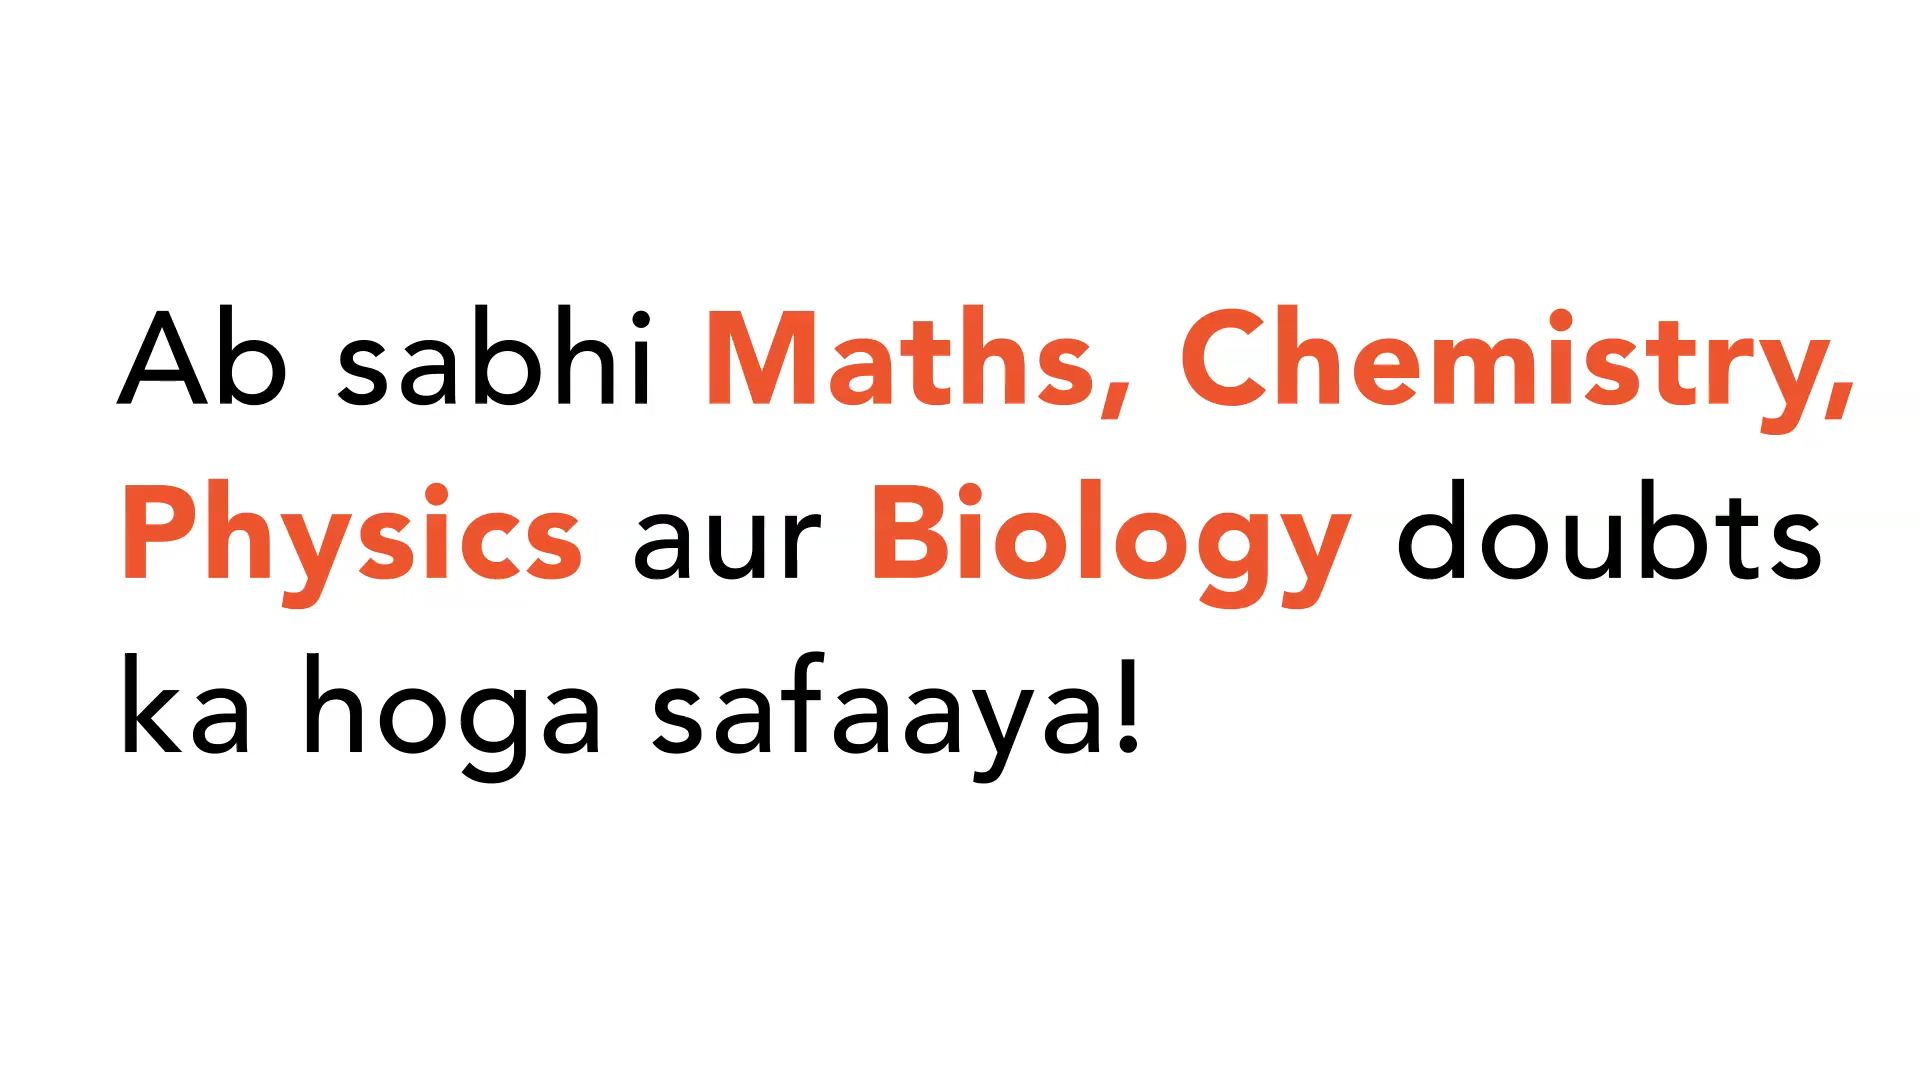 Ab sabhi Maths, Chemistry,
Physics aur Biology doubts
ka hoga safaaya!